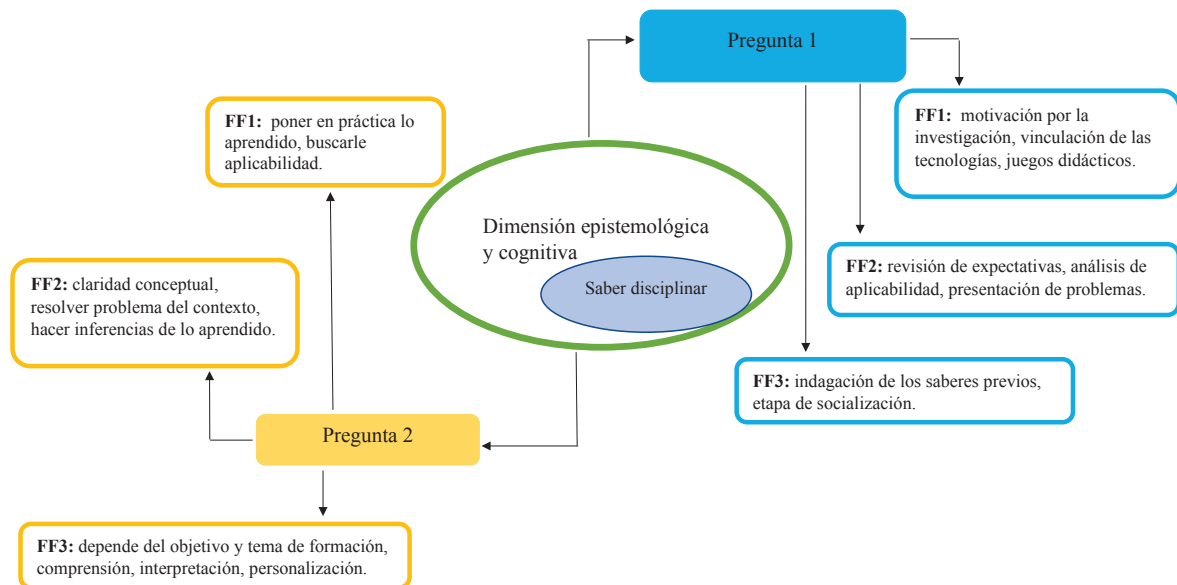 Pregunta 1
FF1: motivación por la
investigación, vinculación de las
tecnologías, juegos didácticos.
FF2: revisión de expectativas, análisis de
aplicabilidad, presentación de problemas.
FF3: indagación de los saberes previos,
etapa de socialización.
Dimensión epistemológica
y cognitiva
Saber disciplinar
FF1: poner en práctica lo
aprendido, buscarle
aplicabilidad.
FF2: claridad conceptual,
resolver problema del contexto,
hacer inferencias de lo aprendido.
Pregunta 2
FF3: depende del objetivo y tema de formación,
comprensión, interpretación, personalización.